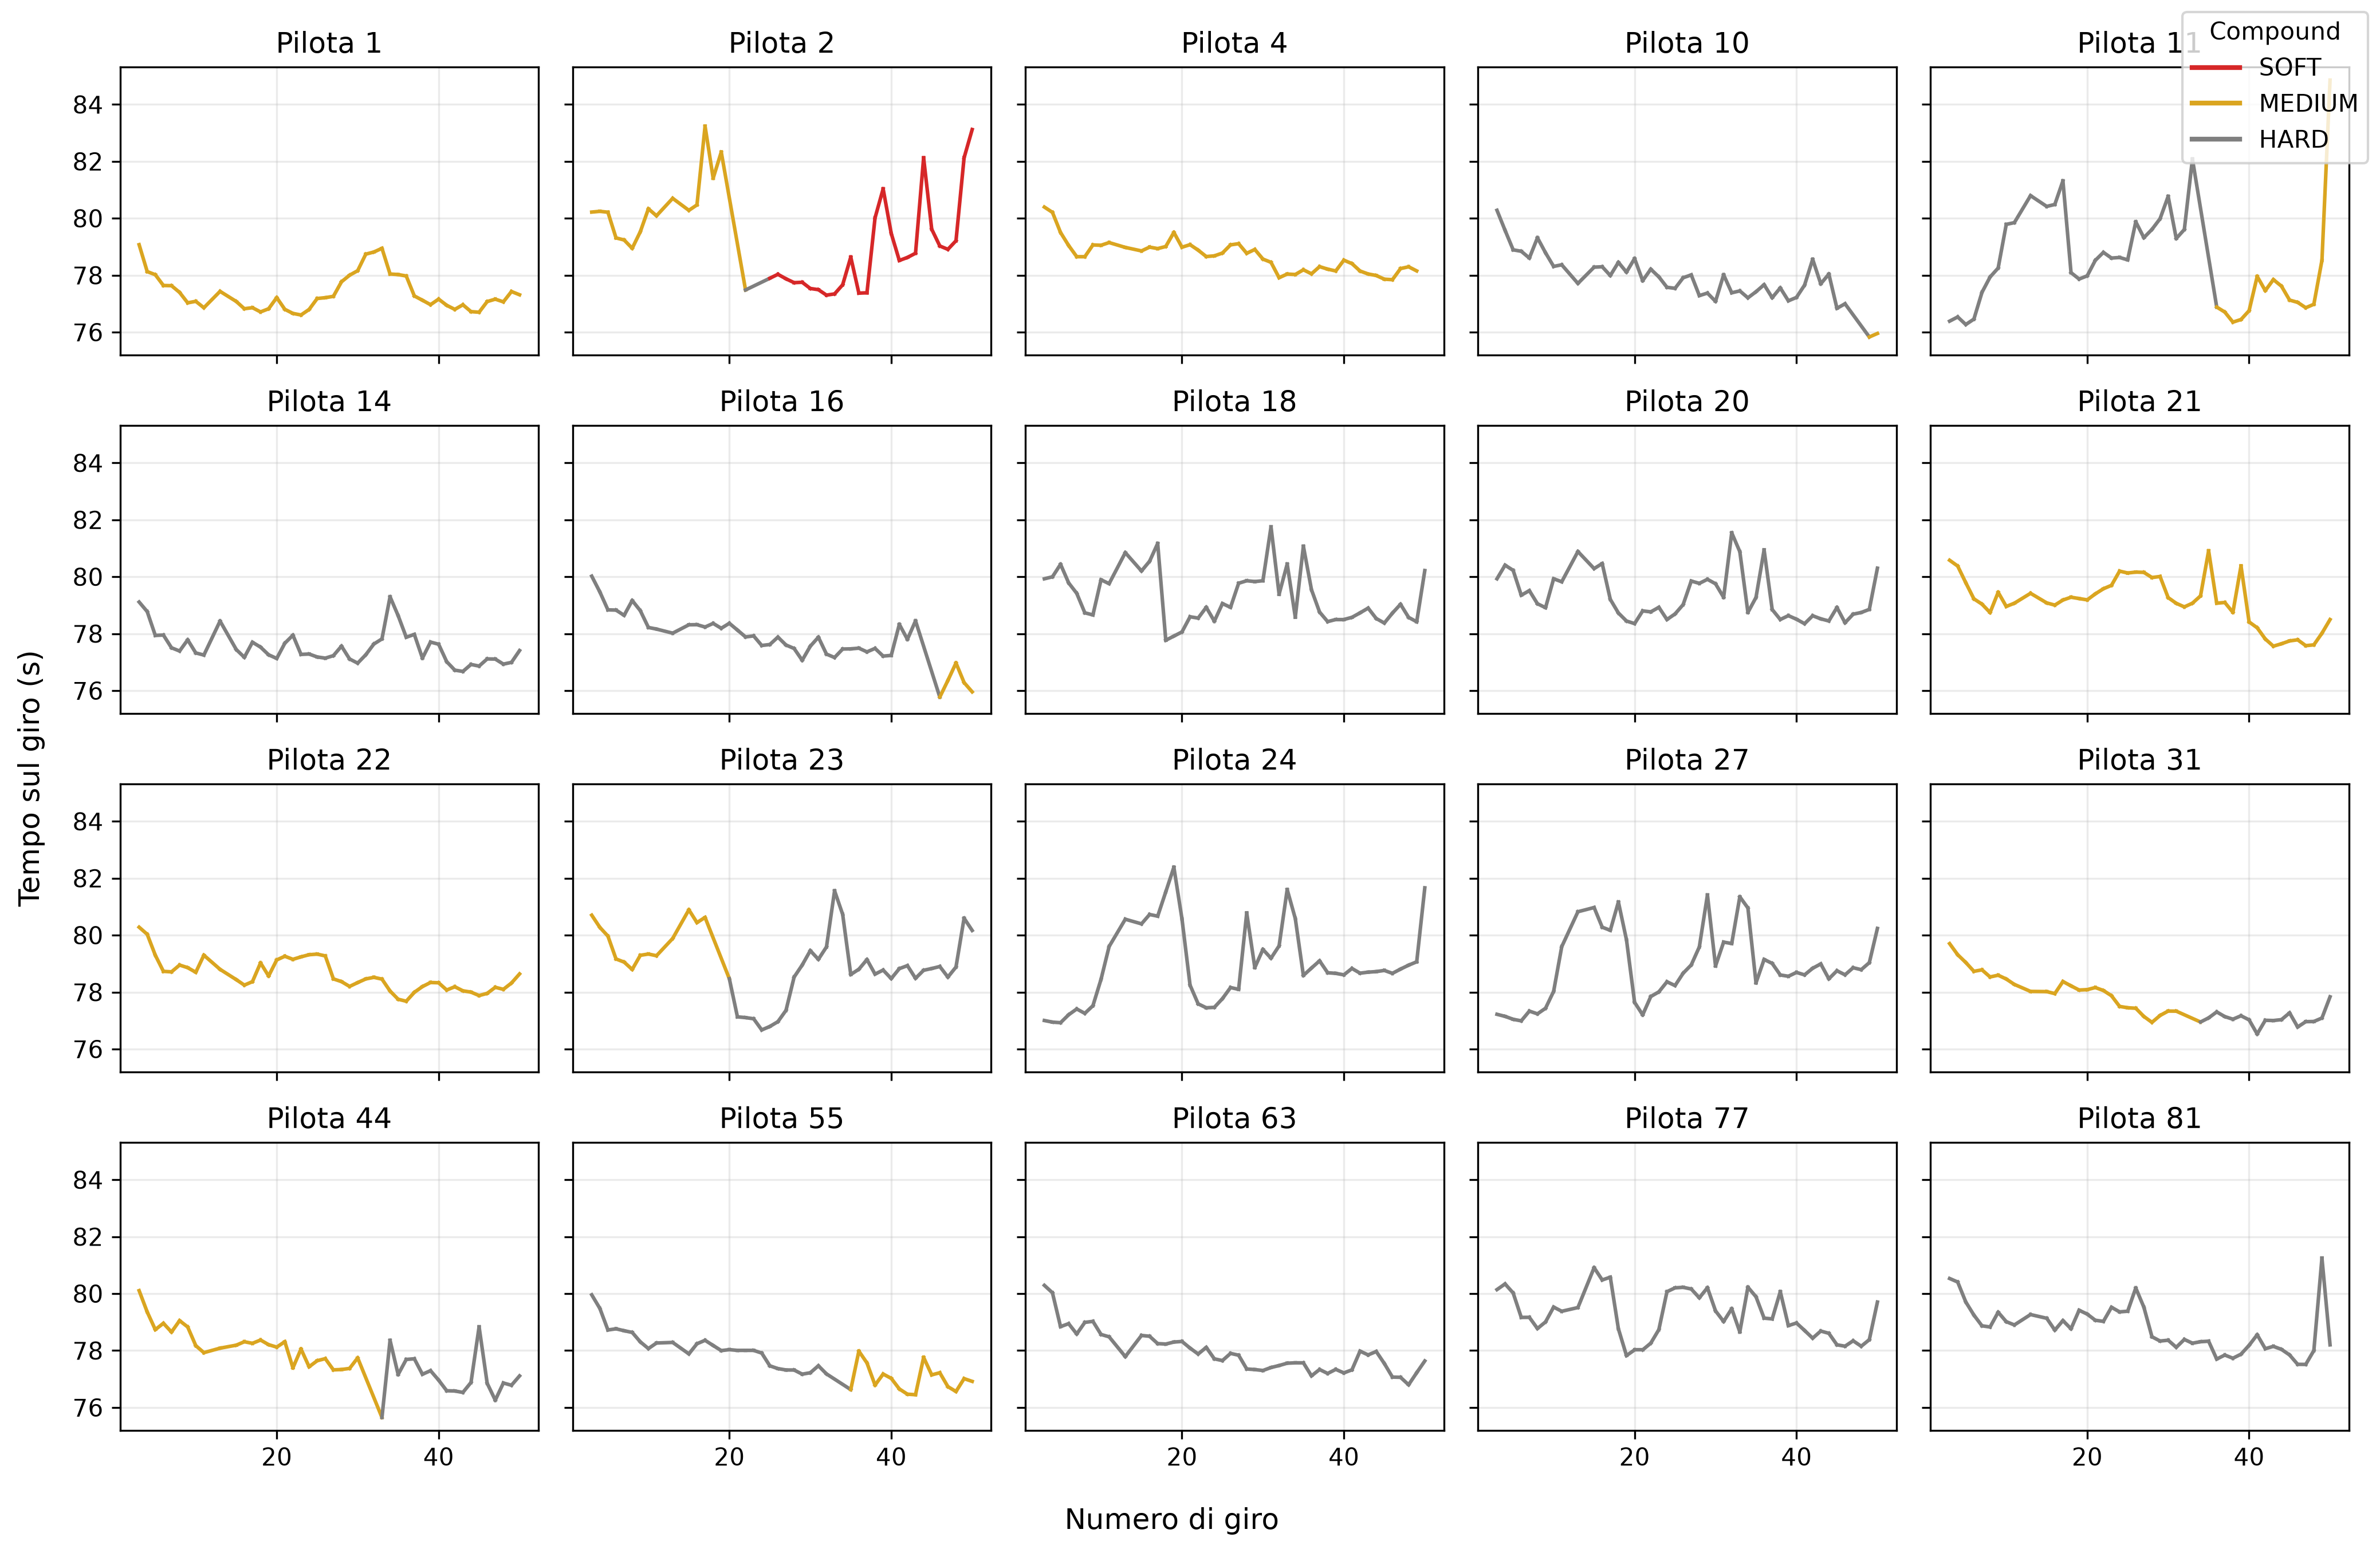 Pilota 1
Pilota 2
Pilota 4
Pilota 10
Pilota 11
Compound
SOFT
MEDIUM
HARD
84
82
80
78
76
Pilota 14
Pilota 16
Pilota 18
Pilota 20
Pilota 21
84
82
80
78
76
Tempo sul giro (s)
Pilota 22
Pilota 23
Pilota 24
Pilota 27
Pilota 31
84
82
80
78
76
Pilota 44
Pilota 55
Pilota 63
Pilota 77
Pilota 81
84
82
80
78
76
20 40
20 40
20 40
20 40
20 40
Numero di giro